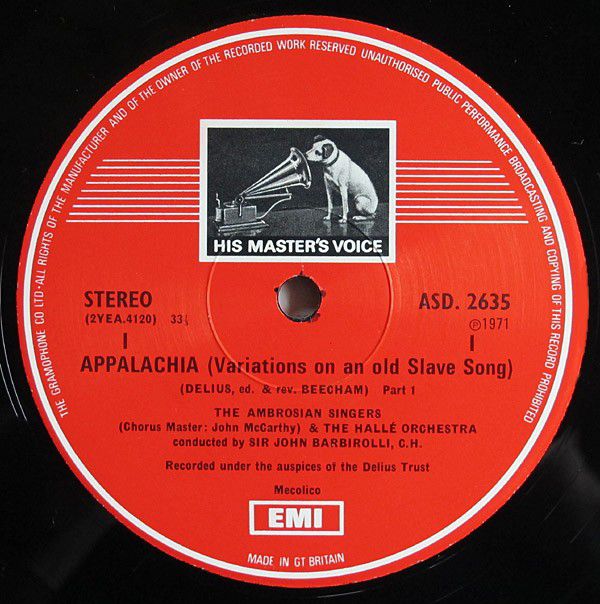 THE GRAMOPHONE CO LTD · ALL RIGHTS OF THE MANUFACTURER AND OF THE OWNER OF THE RECORDED WORK RESERVED UNAUTHORISED PUBLIC PERFORMANCE BROADCASTING AND COPYING OF THIS RECORD PROHIBITED
HIS MASTER'S VOICE
STEREO
(2YEA.4120) 33⅓
I
ASD. 2635
℗1971
I
APPALACHIA (Variations on an old Slave Song)
(DELIUS, ed. & rev. BEECHAM) Part 1
THE AMBROSIAN SINGERS
(Chorus Master: John McCarthy) & THE HALLÉ ORCHESTRA
conducted by SIR JOHN BARBIROLLI, C.H.
Recorded under the auspices of the Delius Trust
Mecolico
EMI
MADE IN GT BRITAIN